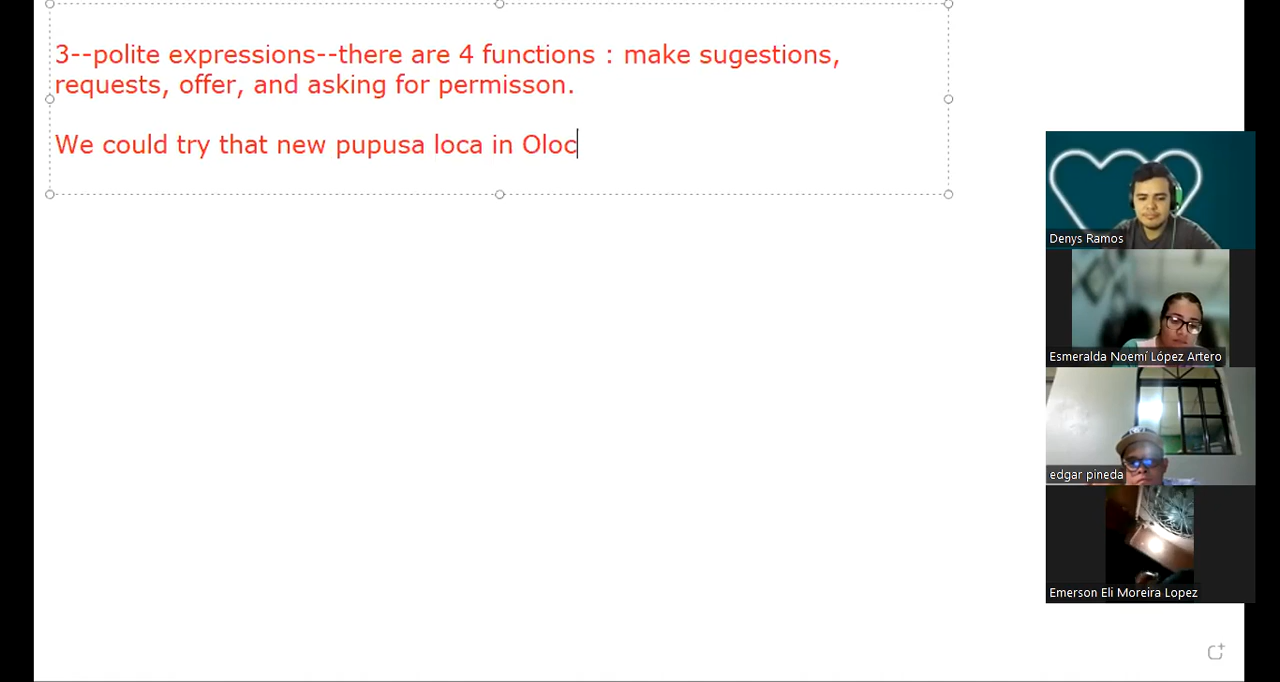 3--polite expressions--there are 4 functions : make sugestions,
requests, offer, and asking for permisson.
We could try that new pupusa loca in Oloc
Denys Ramos
Esmeralda Noemí López Artero
edgar pineda
Emerson Eli Moreira Lopez